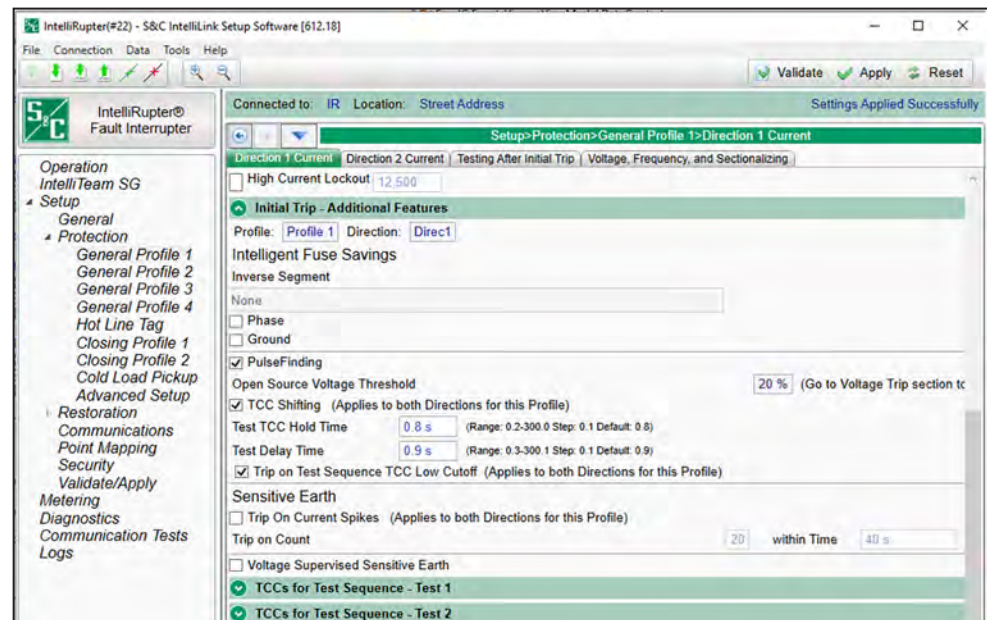 IntelliRupter(#22) - S&C IntelliLink Setup Software [612.18]
File Connection Data Tools Help
Validate Apply Reset
S&C
IntelliRupter®
Fault Interrupter
Connected to: IR Location: Street Address Settings Applied Successfully
Setup>Protection>General Profile 1>Direction 1 Current
Direction 1 Current Direction 2 Current Testing After Initial Trip Voltage, Frequency, and Sectionalizing
Operation
IntelliTeam SG
Setup
General
Protection
General Profile 1
General Profile 2
General Profile 3
General Profile 4
Hot Line Tag
Closing Profile 1
Closing Profile 2
Cold Load Pickup
Advanced Setup
Restoration
Communications
Point Mapping
Security
Validate/Apply
Metering
Diagnostics
Communication Tests
Logs
High Current Lockout 12,500
Initial Trip - Additional Features
Profile: Profile 1 Direction: Direc1
Intelligent Fuse Savings
Inverse Segment
None
Phase
Ground
PulseFinding
Open Source Voltage Threshold 20 % (Go to Voltage Trip section to
TCC Shifting (Applies to both Directions for this Profile)
Test TCC Hold Time 0.8 s (Range: 0.2-300.0 Step: 0.1 Default: 0.8)
Test Delay Time 0.9 s (Range: 0.3-300.1 Step: 0.1 Default: 0.9)
Trip on Test Sequence TCC Low Cutoff (Applies to both Directions for this Profile)
Sensitive Earth
Trip On Current Spikes (Applies to both Directions for this Profile)
Trip on Count 20 within Time 40 s
Voltage Supervised Sensitive Earth
TCCs for Test Sequence - Test 1
TCCs for Test Sequence - Test 2